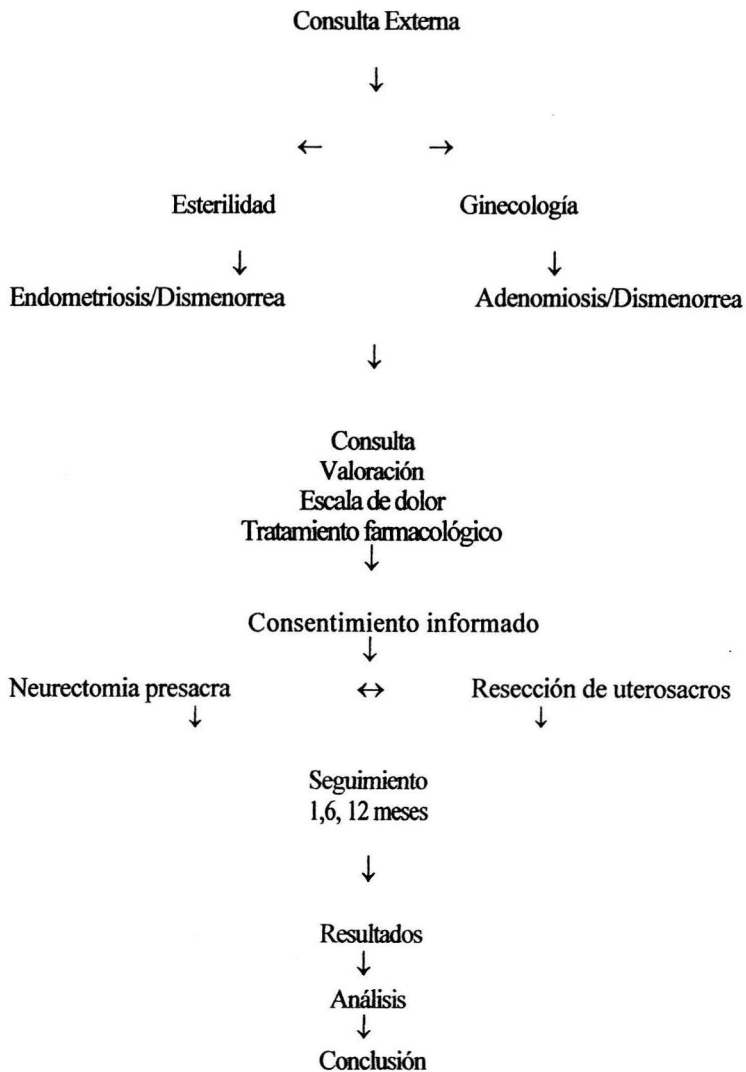 Consulta Externa
↓
← →
Esterilidad Ginecología
↓ ↓
Endometriosis/Dismenorrea Adenomiosis/Dismenorrea
↓
Consulta
Valoración
Escala de dolor
Tratamiento farmacológico
↓
Consentimiento informado
↓
Neurectomia presacra ↔ Resección de uterosacros
↓ ↓
Seguimiento
1,6, 12 meses
↓
Resultados
↓
Análisis
↓
Conclusión